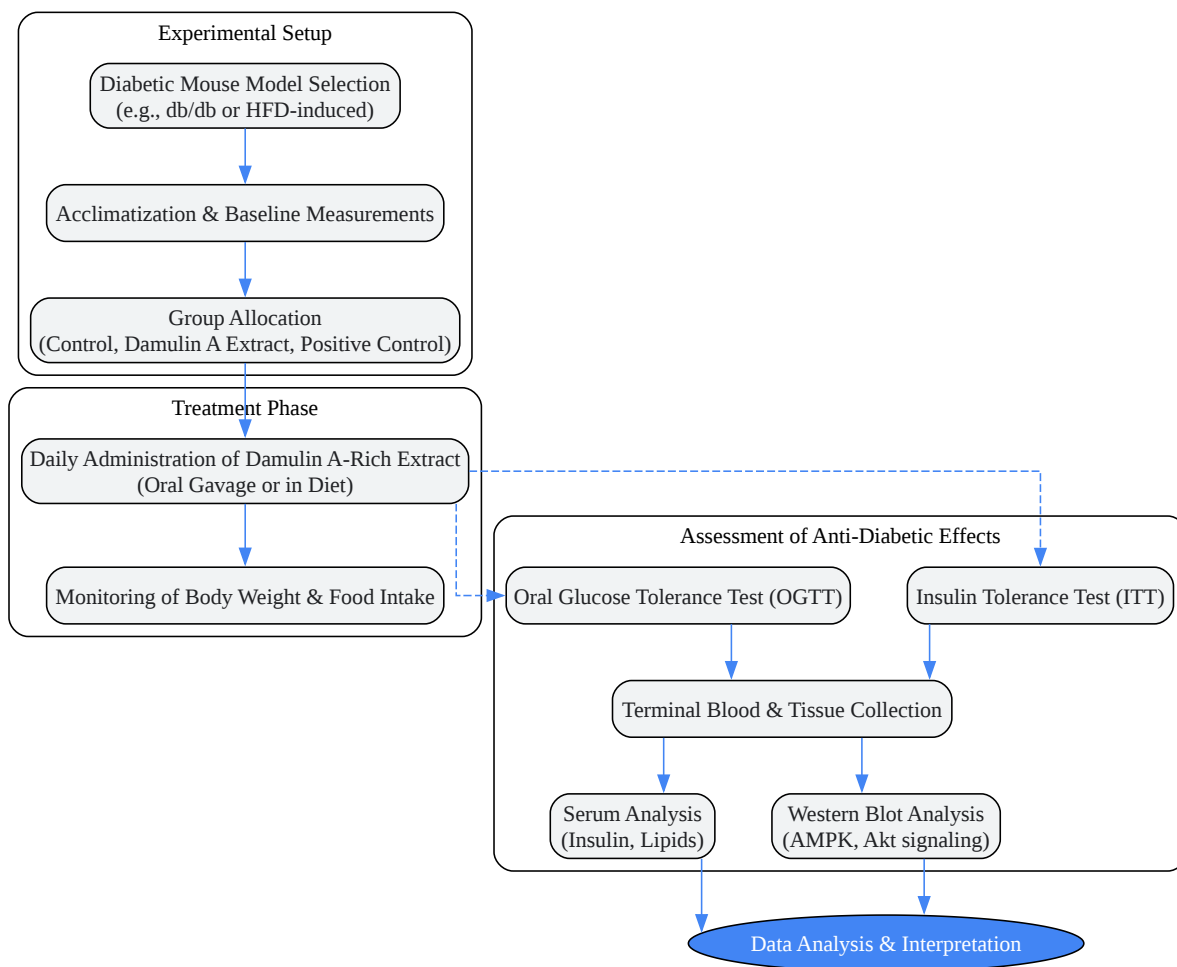 Experimental Setup
Diabetic Mouse Model Selection
(e.g., db/db or HFD-induced)
Acclimatization & Baseline Measurements
Group Allocation
(Control, Damulin A Extract, Positive Control)
Treatment Phase
Daily Administration of Damulin A-Rich Extract
(Oral Gavage or in Diet)
Monitoring of Body Weight & Food Intake
Assessment of Anti-Diabetic Effects
Oral Glucose Tolerance Test (OGTT)
Insulin Tolerance Test (ITT)
Terminal Blood & Tissue Collection
Serum Analysis
(Insulin, Lipids)
Western Blot Analysis
(AMPK, Akt signaling)
Data Analysis & Interpretation